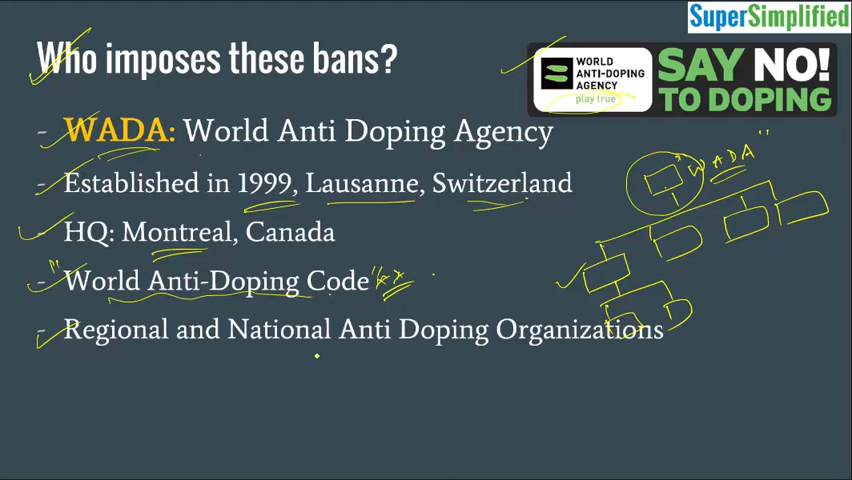 SuperSimplified
Who imposes these bans?
WORLD
ANTI-DOPING
AGENCY
play true
SAY NO!
TO DOPING
- WADA: World Anti Doping Agency
"WADA"
- Established in 1999, Lausanne, Switzerland
- HQ: Montreal, Canada
- "World Anti-Doping Code"
- Regional and National Anti Doping Organizations